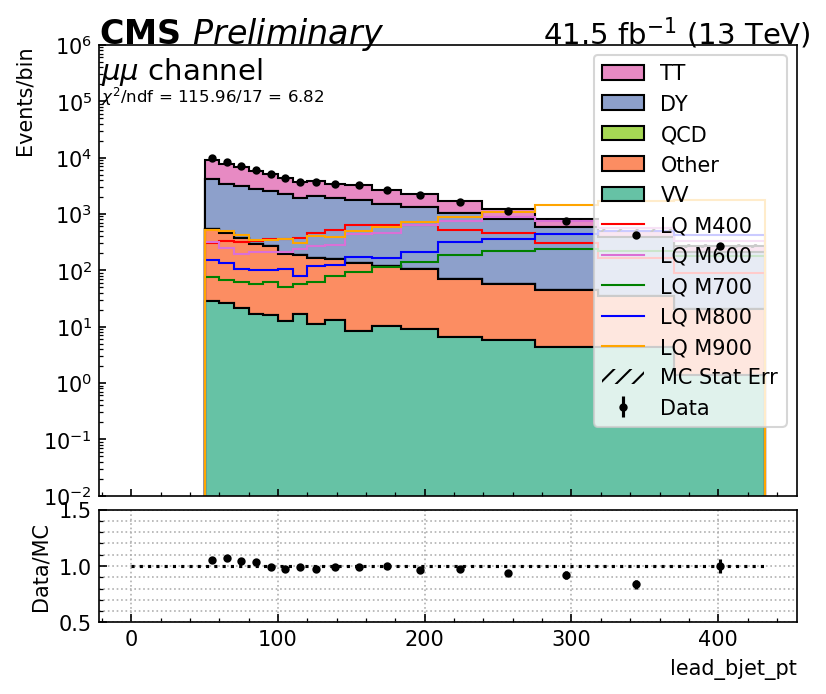 CMS Preliminary 41.5 fb⁻¹ (13 TeV)
μμ channel
χ²/ndf = 115.96/17 = 6.82
Events/bin
10⁶
10⁵
10⁴
10³
10²
10¹
10⁰
10⁻¹
10⁻²
TT
DY
QCD
Other
VV
LQ M400
LQ M600
LQ M700
LQ M800
LQ M900
MC Stat Err
Data
Data/MC
1.5
1.0
0.5
0 100 200 300 400
lead_bjet_pt